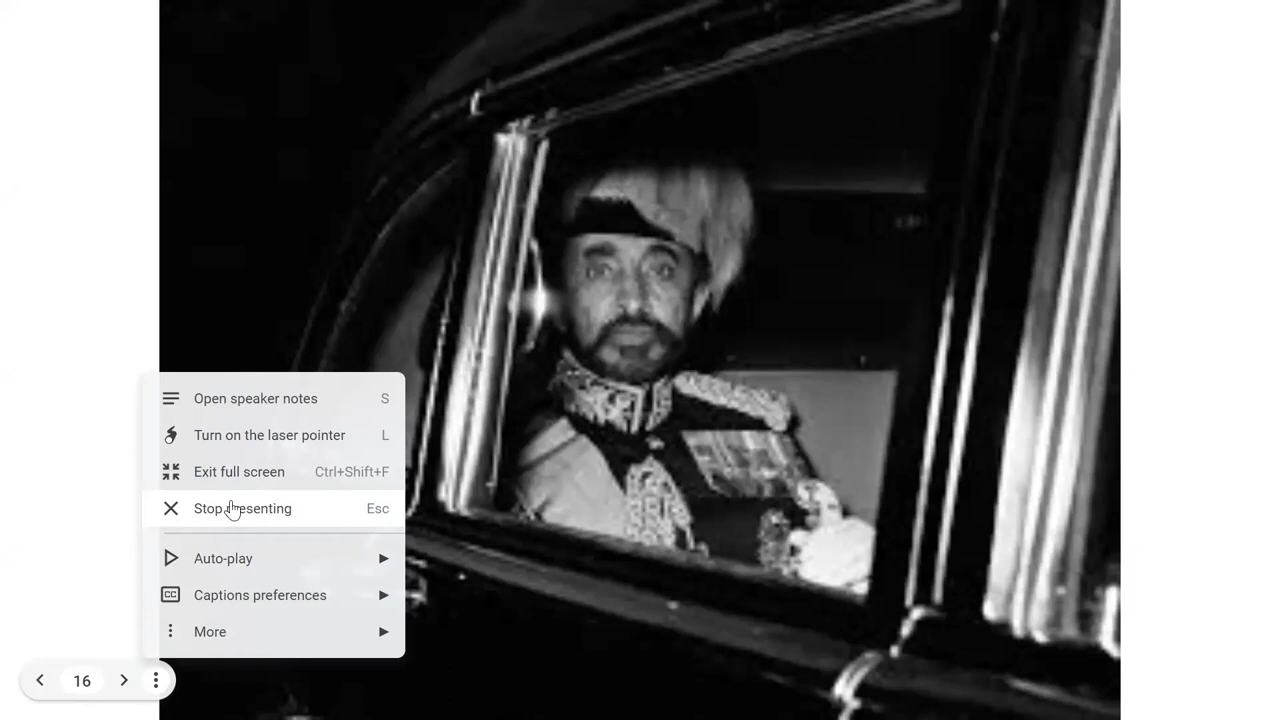 Open speaker notes S
Turn on the laser pointer L
Exit full screen Ctrl+Shift+F
Stop presenting Esc
Auto-play
CC Captions preferences
More
16